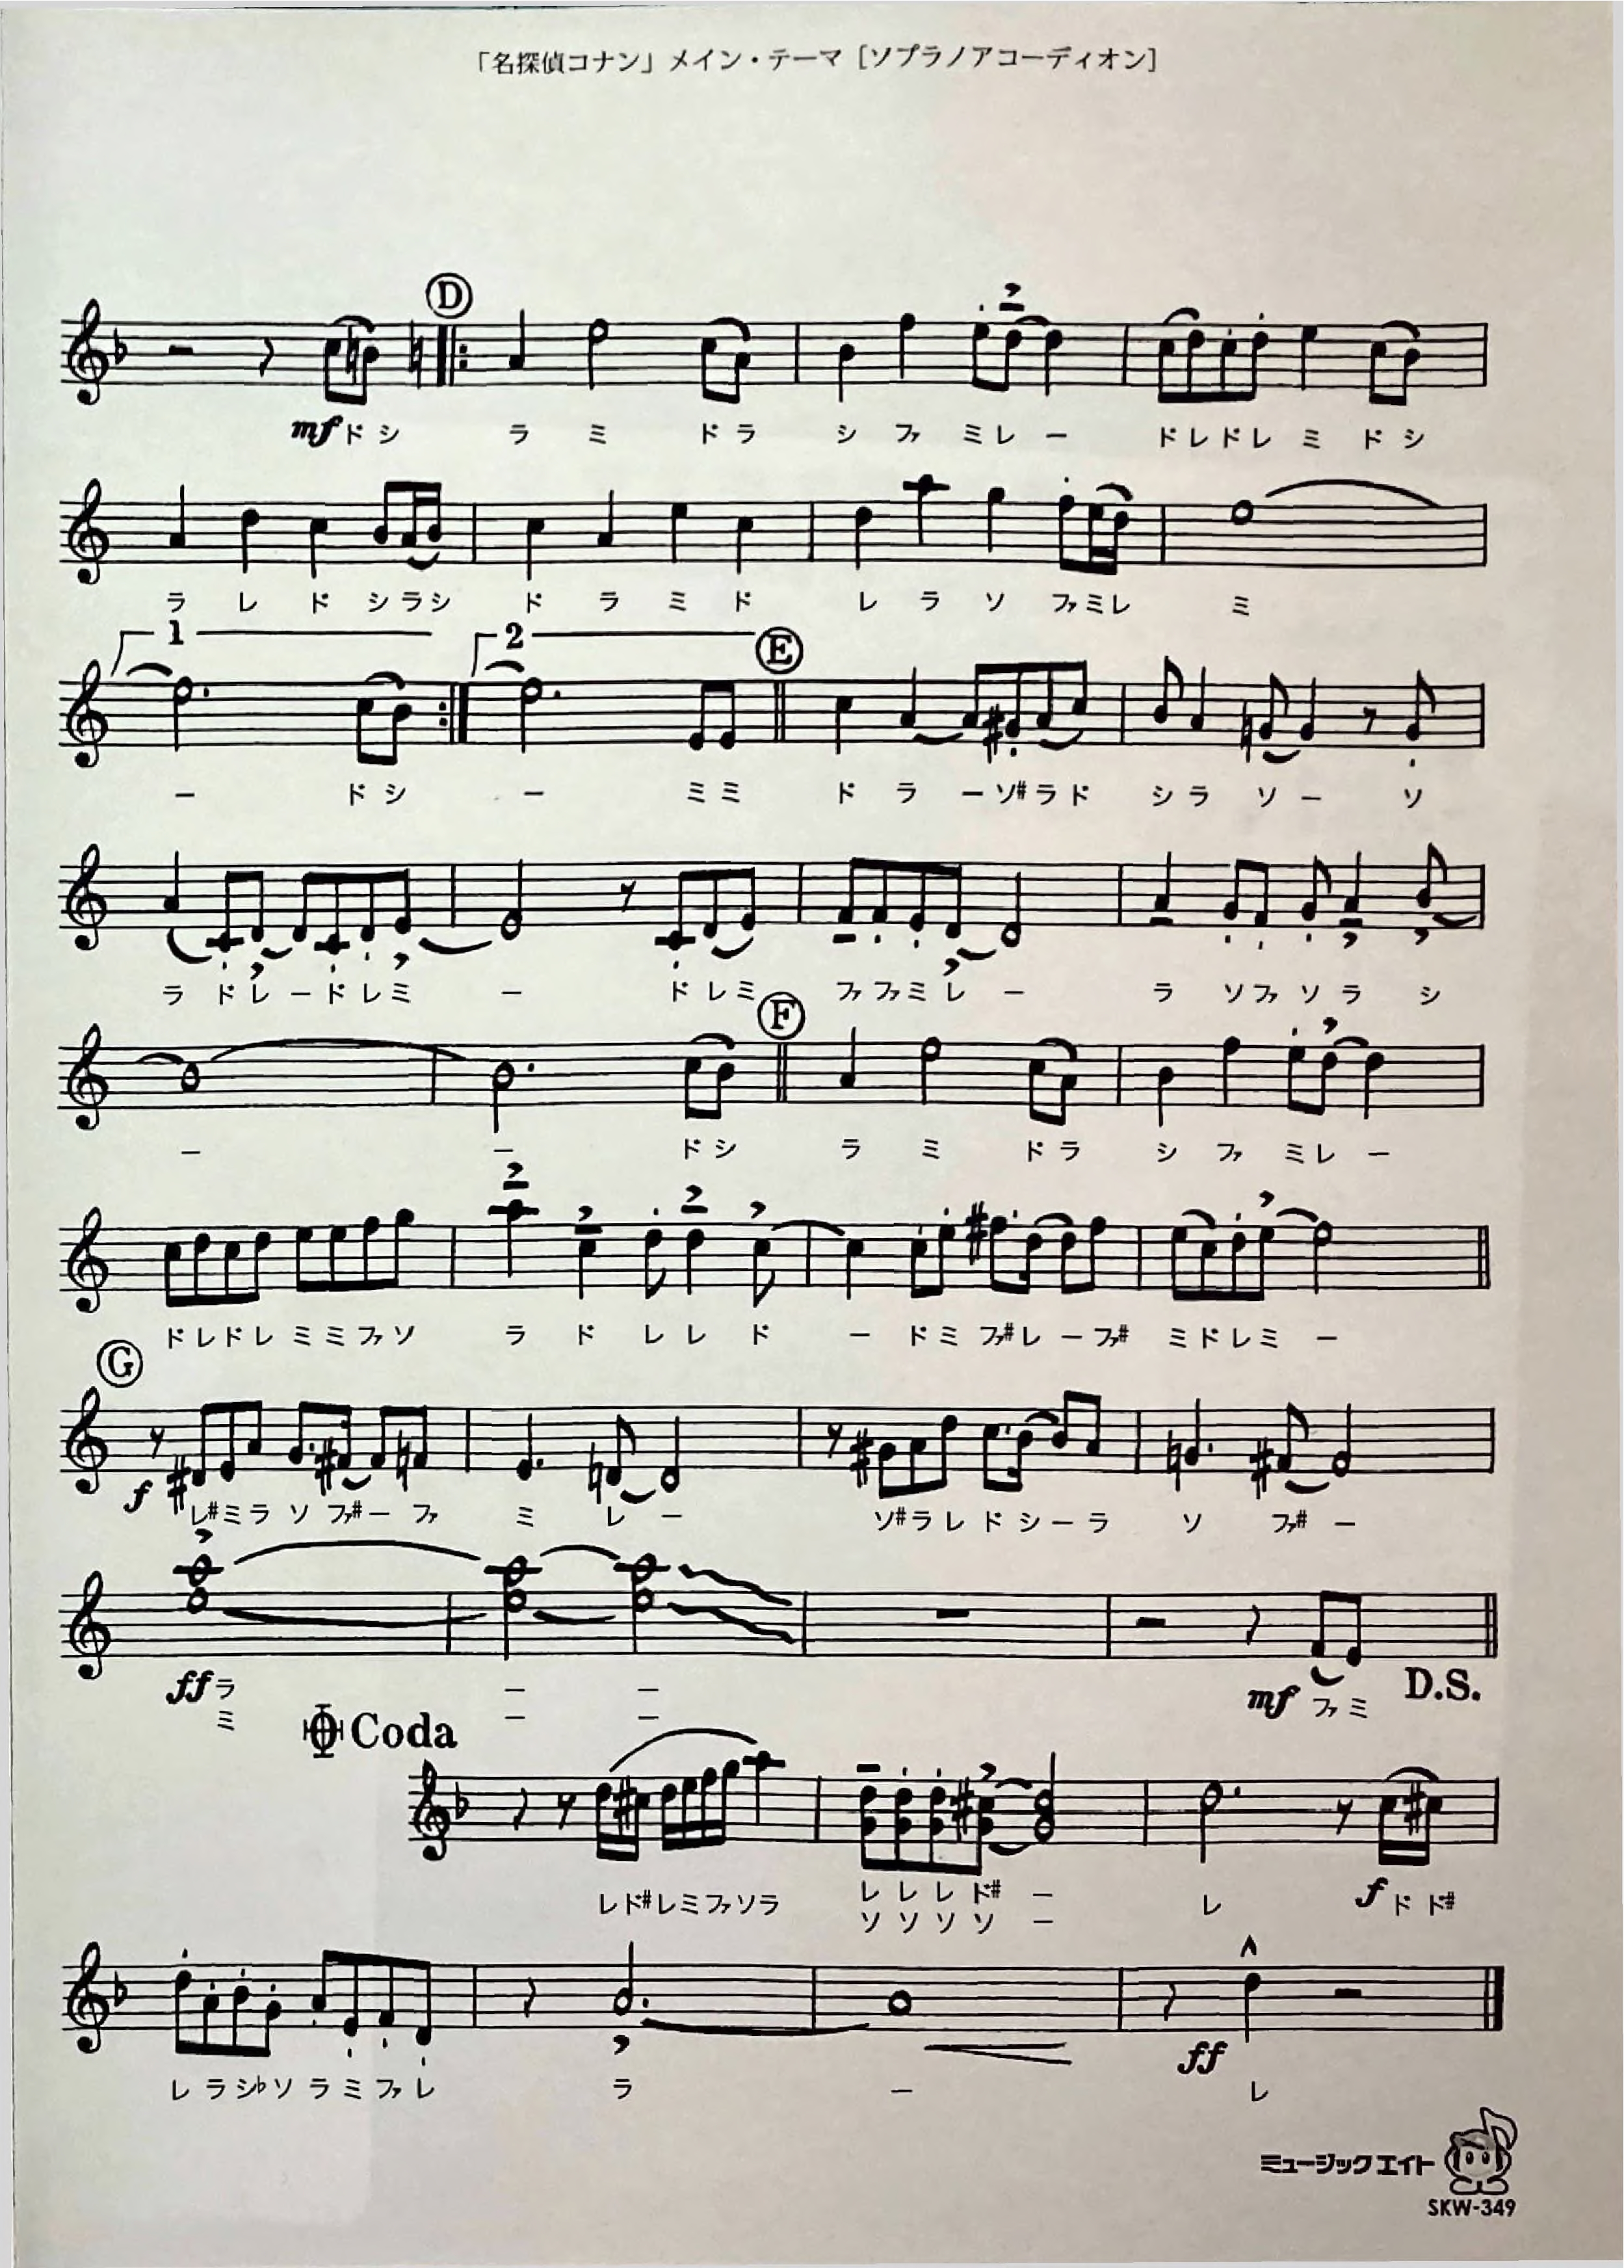 「名探偵コナン」メイン・テーマ [ソプラノアコーディオン]
D
mf ドシ ラ ミ ドラ シ ファ ミレ ー ドレドレ ミ ドシ
ラ レ ド シラシ ド ラ ミ ド レ ラ ソ ファミレ ミ
1 2 E
ー ドシ ー ミミ ド ラ ーソ#ラド シラ ソー ソ
ラ ドレードレミ ー ドレミ ファファミレ ー ラ ソファ ソラ シ
F
ー ー ドシ ラ ミ ドラ シ ファ ミレ ー
ドレドレ ミミファソ ラ ド レレ ド ー ドミ ファ#レ ーファ# ミドレミ ー
G
f レ#ミラ ソ ファ#ー ファ ミ レ ー ソ#ラレ ドシーラ ソ ファ# ー
ff ラ ー ー mf ファミ D.S.
ミ ー ー
Coda
レド#レミファソラ レレレド# ー レ f ドド#
ソソソソ ー
レラシ♭ソ ラミファレ ラ ー ff レ
ミュージックエイト
SKW-349